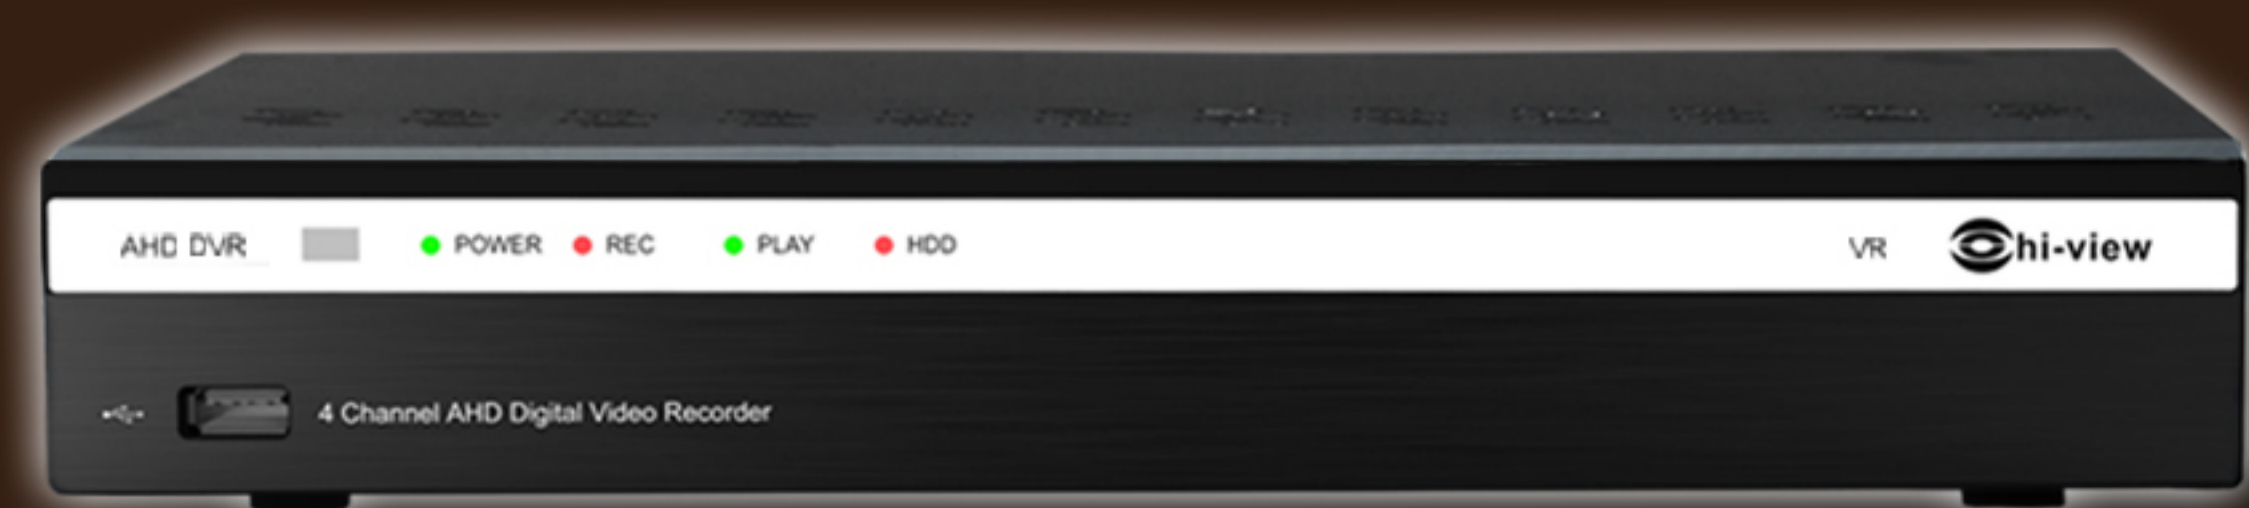 AHD DVR POWER REC PLAY HDD VR hi-view
4 Channel AHD Digital Video Recorder